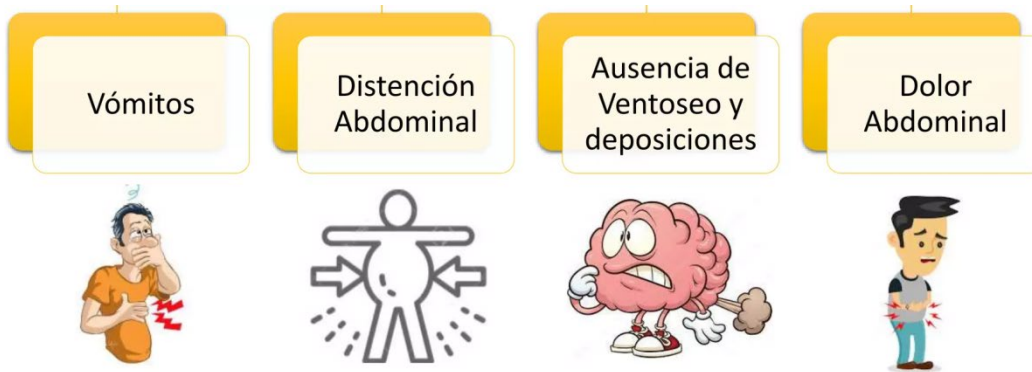 Vómitos
Distención
Abdominal
Ausencia de
Ventoseo y
deposiciones
Dolor
Abdominal